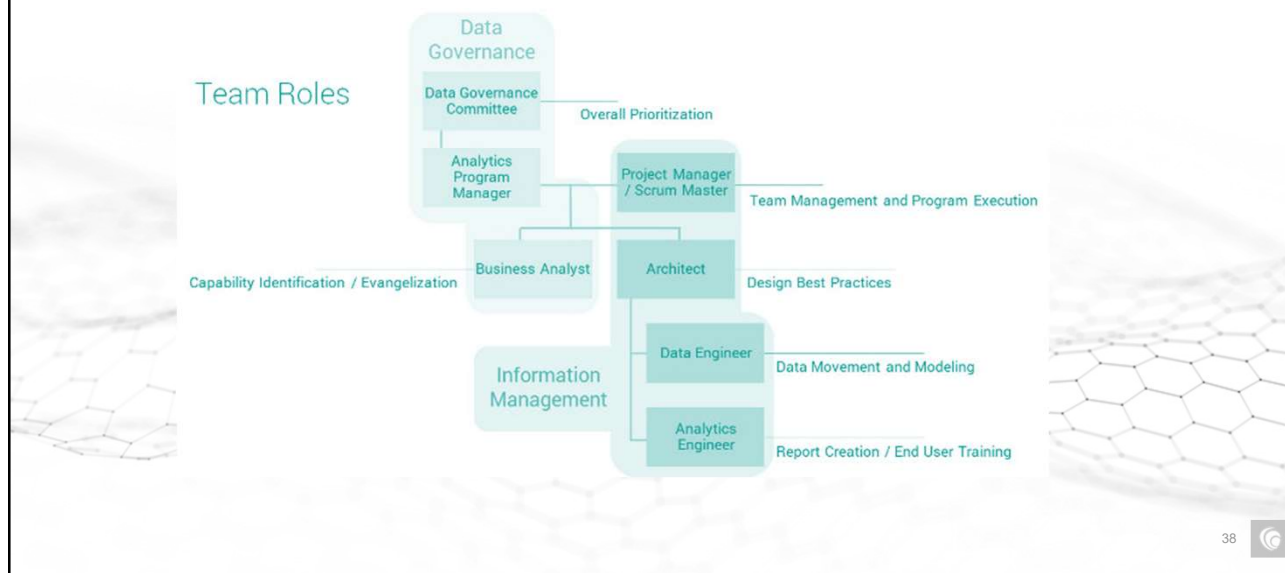 Data
Governance
Team Roles
Data Governance
Committee
Overall Prioritization
Analytics
Program
Manager
Project Manager
/ Scrum Master
Team Management and Program Execution
Business Analyst
Capability Identification / Evangelization
Architect
Design Best Practices
Data Engineer
Data Movement and Modeling
Information
Management
Analytics
Engineer
Report Creation / End User Training
38